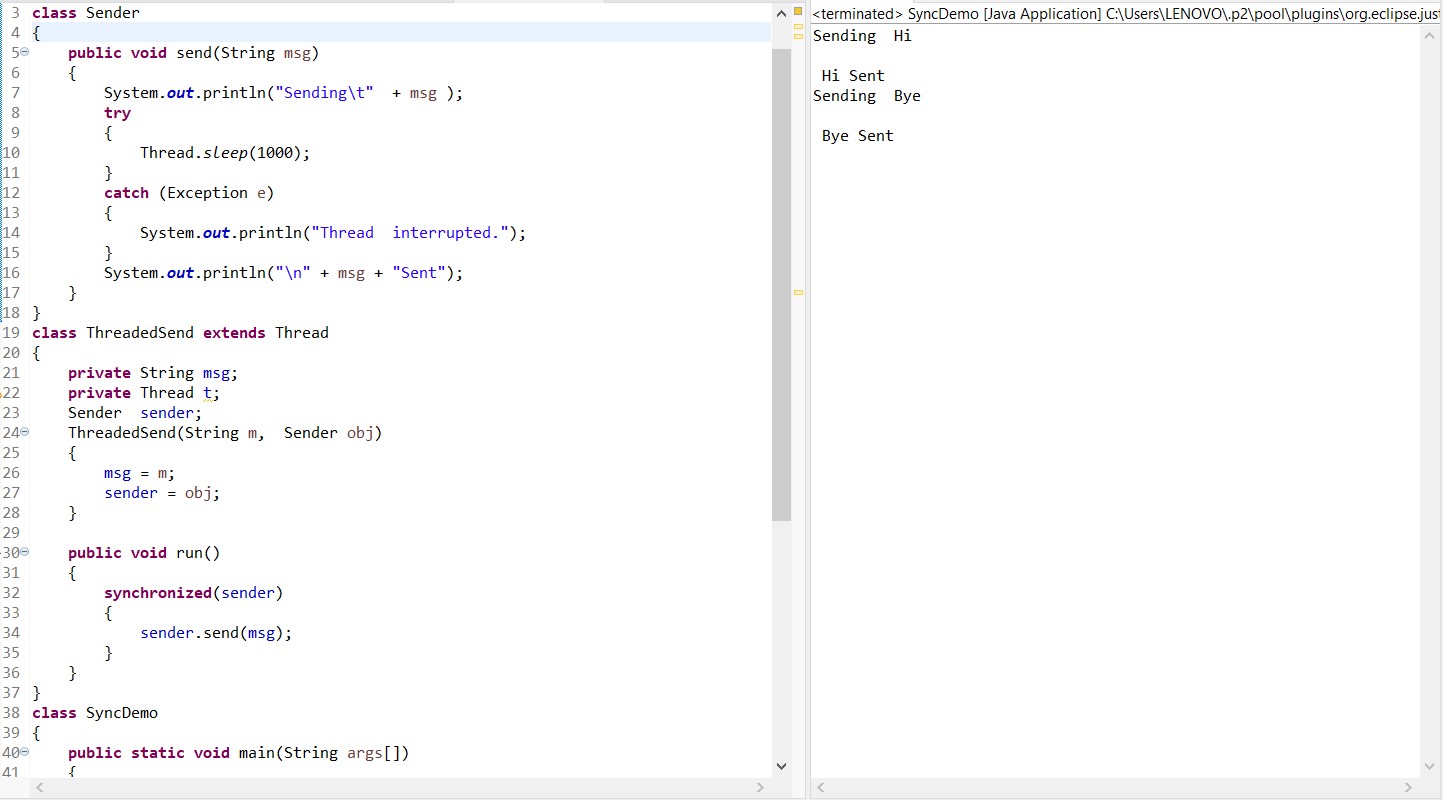 3 class Sender
4 {
5 public void send(String msg)
6 {
7 System.out.println("Sending\t"  + msg );
8 try
9 {
10 Thread.sleep(1000);
11 }
12 catch (Exception e)
13 {
14 System.out.println("Thread  interrupted.");
15 }
16 System.out.println("\n" + msg + "Sent");
17 }
18 }
19 class ThreadedSend extends Thread
20 {
21 private String msg;
22 private Thread t;
23 Sender  sender;
24 ThreadedSend(String m,  Sender obj)
25 {
26 msg = m;
27 sender = obj;
28 }
29
30 public void run()
31 {
32 synchronized(sender)
33 {
34 sender.send(msg);
35 }
36 }
37 }
38 class SyncDemo
39 {
40 public static void main(String args[])
41 {
<terminated> SyncDemo [Java Application] C:\Users\LENOVO\.p2\pool\plugins\org.eclipse.just
Sending  Hi
Hi Sent
Sending  Bye
Bye Sent